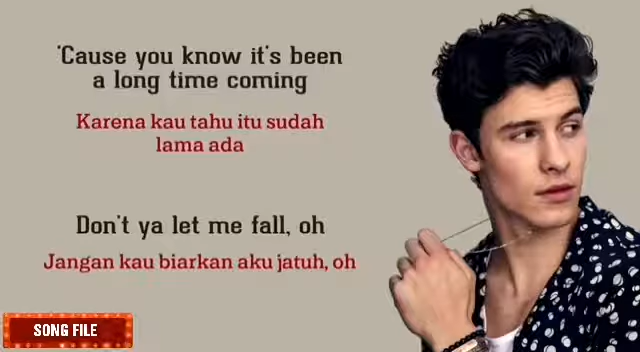 'Cause you know it's been
a long time coming
Karena kau tahu itu sudah
lama ada
Don't ya let me fall, oh
Jangan kau biarkan aku jatuh, oh
SONG FILE